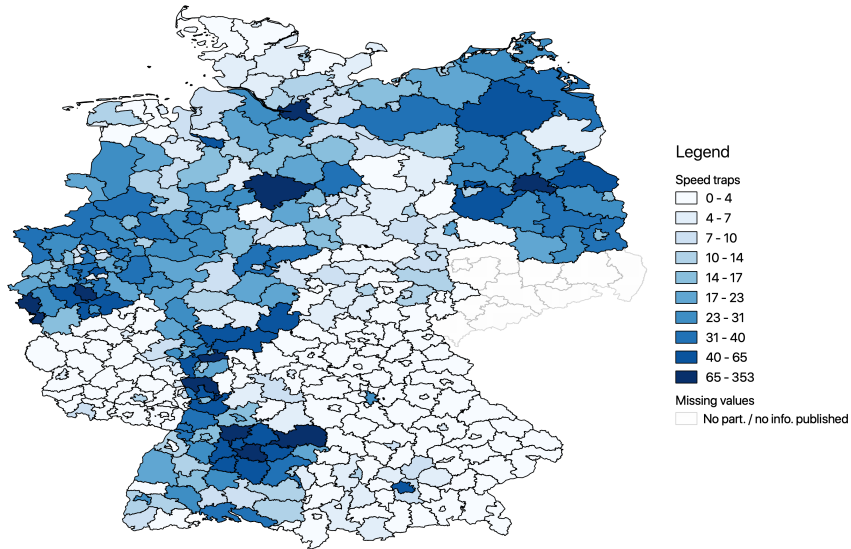 Legend
Speed traps
0 - 4
4 - 7
7 - 10
10 - 14
14 - 17
17 - 23
23 - 31
31 - 40
40 - 65
65 - 353
Missing values
No part. / no info. published